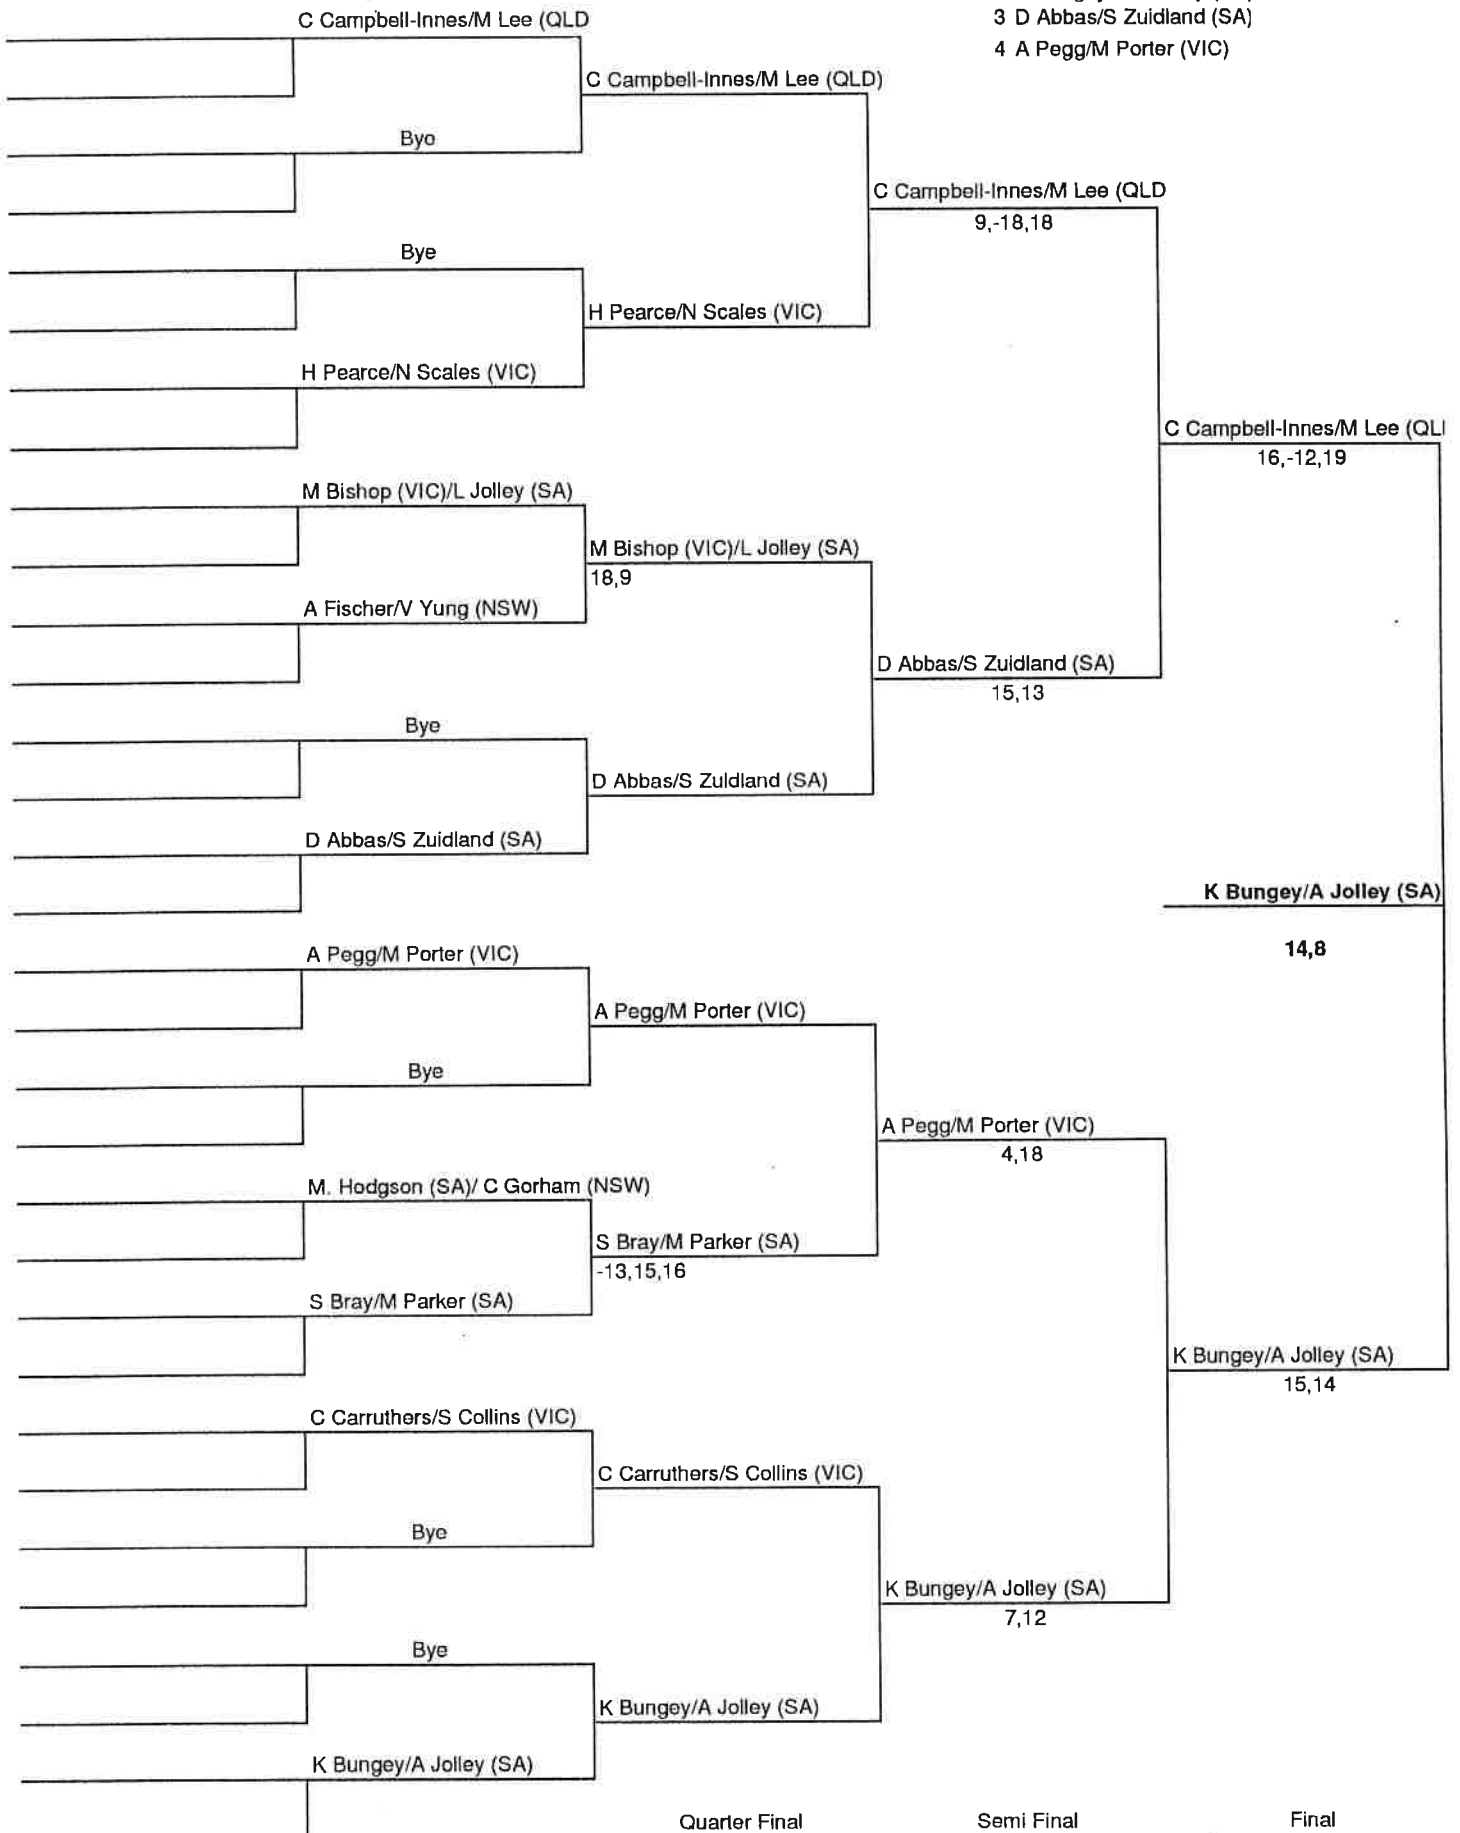 C Campbell-Innes/M Lee (QLD
3 D Abbas/S Zuidland (SA)
4 A Pegg/M Porter (VIC)
C Campbell-Innes/M Lee (QLD)
Bye
C Campbell-Innes/M Lee (QLD
9,-18,18
Bye
H Pearce/N Scales (VIC)
H Pearce/N Scales (VIC)
C Campbell-Innes/M Lee (QL
16,-12,19
M Bishop (VIC)/L Jolley (SA)
M Bishop (VIC)/L Jolley (SA)
18,9
A Fischer/V Yung (NSW)
D Abbas/S Zuidland (SA)
15,13
Bye
D Abbas/S Zuidland (SA)
D Abbas/S Zuidland (SA)
K Bungey/A Jolley (SA)
14,8
A Pegg/M Porter (VIC)
A Pegg/M Porter (VIC)
Bye
A Pegg/M Porter (VIC)
4,18
M. Hodgson (SA)/ C Gorham (NSW)
S Bray/M Parker (SA)
-13,15,16
S Bray/M Parker (SA)
K Bungey/A Jolley (SA)
15,14
C Carruthers/S Collins (VIC)
C Carruthers/S Collins (VIC)
Bye
K Bungey/A Jolley (SA)
7,12
Bye
K Bungey/A Jolley (SA)
K Bungey/A Jolley (SA)
Quarter Final
Semi Final
Final